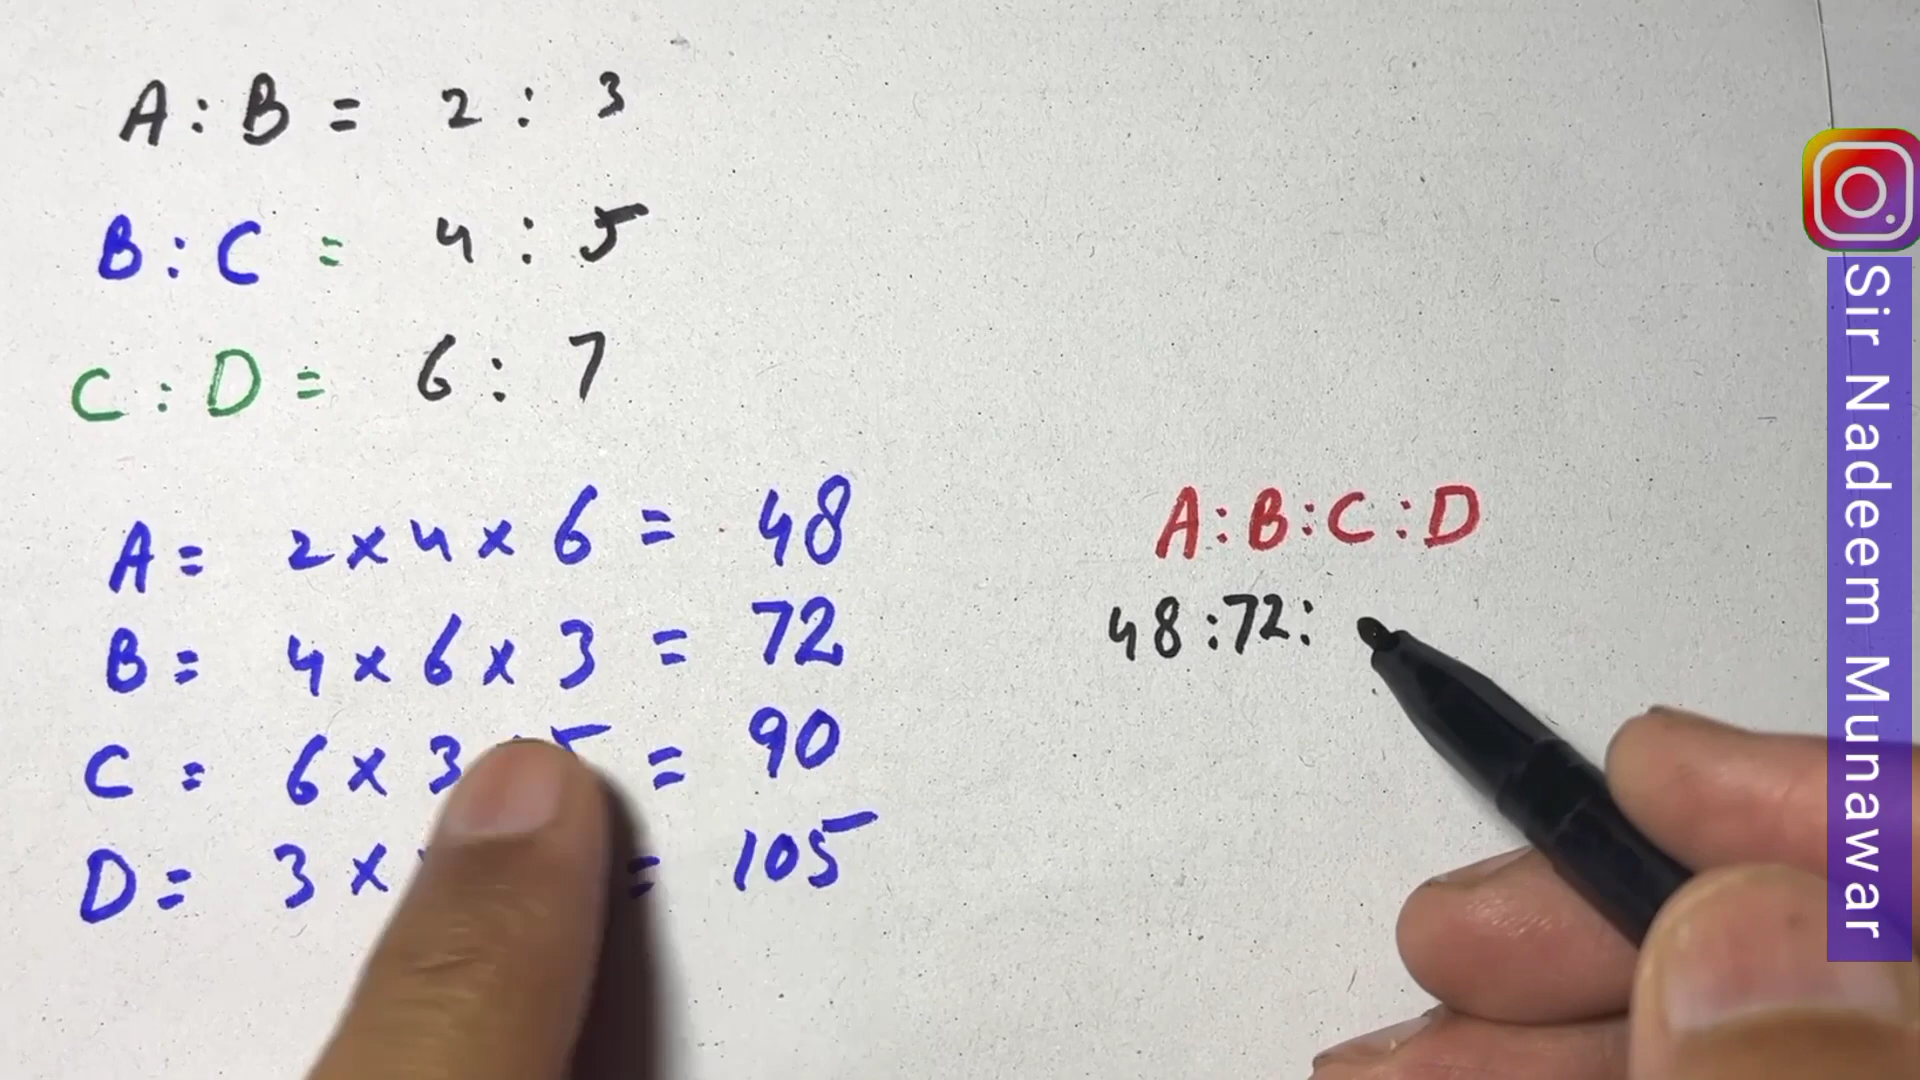 A : B = 2 : 3
B : C = 4 : 5
C : D = 6 : 7
A = 2 × 4 × 6 = 48
B = 4 × 6 × 3 = 72
C = 6 × 3 5 = 90
D = 3 × = 105
A : B : C : D
48 : 72 :
Sir Nadeem Munawar